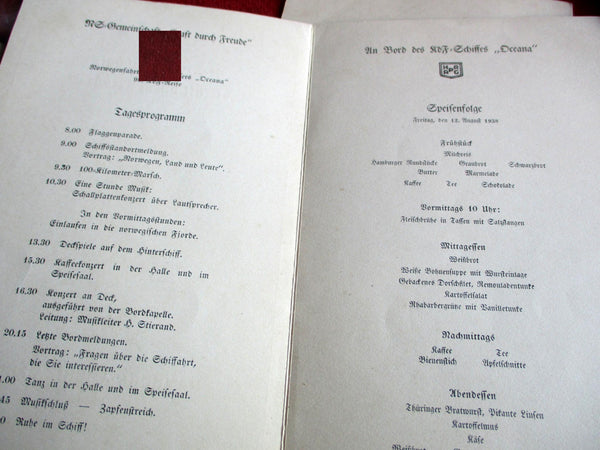 NS-Gemeinschaft durch Freude"
Norwegenfahrt „Oceana"
KdF-Reise
Tagesprogramm
8.00 Flaggenparade.
9.00 Schiffsstandortmeldung.
Vortrag: „Norwegen, Land und Leute".
9.30 100-Kilometer-Marsch.
10.30 Eine Stunde Musik:
Schallplattenkonzert über Lautsprecher.
In den Vormittagsstunden:
Einlaufen in die norwegischen Fjorde.
13.30 Deckspiele auf dem Hinterschiff.
15.30 Kaffeekonzert in der Halle und im
Speisesaal.
16.30 Konzert an Deck,
ausgeführt von der Bordkapelle.
Leitung: Musikleiter H. Stierand.
20.15 Letzte Bordmeldungen.
Vortrag: „Fragen über die Schiffahrt,
die Sie interessieren."
1.00 Tanz in der Halle und im Speisesaal.
45 Musikschluß — Zapfenstreich.
0 Ruhe im Schiff!
An Bord des KdF-Schiffes „Oceana"
Speisenfolge
Freitag, den 12. August 1938
Frühstück
Milchreis
Hamburger Rundstücke Graubrot Schwarzbrot
Butter Marmelade
Kaffee Tee Schokolade
Vormittags 10 Uhr:
Fleischbrühe in Tassen mit Salzstangen
Mittagessen
Weißbrot
Weiße Bohnensuppe mit Wursteinlage
Gebackenes Dorschfilet, Remouladentunke
Kartoffelsalat
Rhabarbergrütze mit Vanilletunke
Nachmittags
Kaffee Tee
Bienenstich Apfelschnitte
Abendessen
Thüringer Bratwurst, Pikante Linsen
Kartoffelmus
Käse